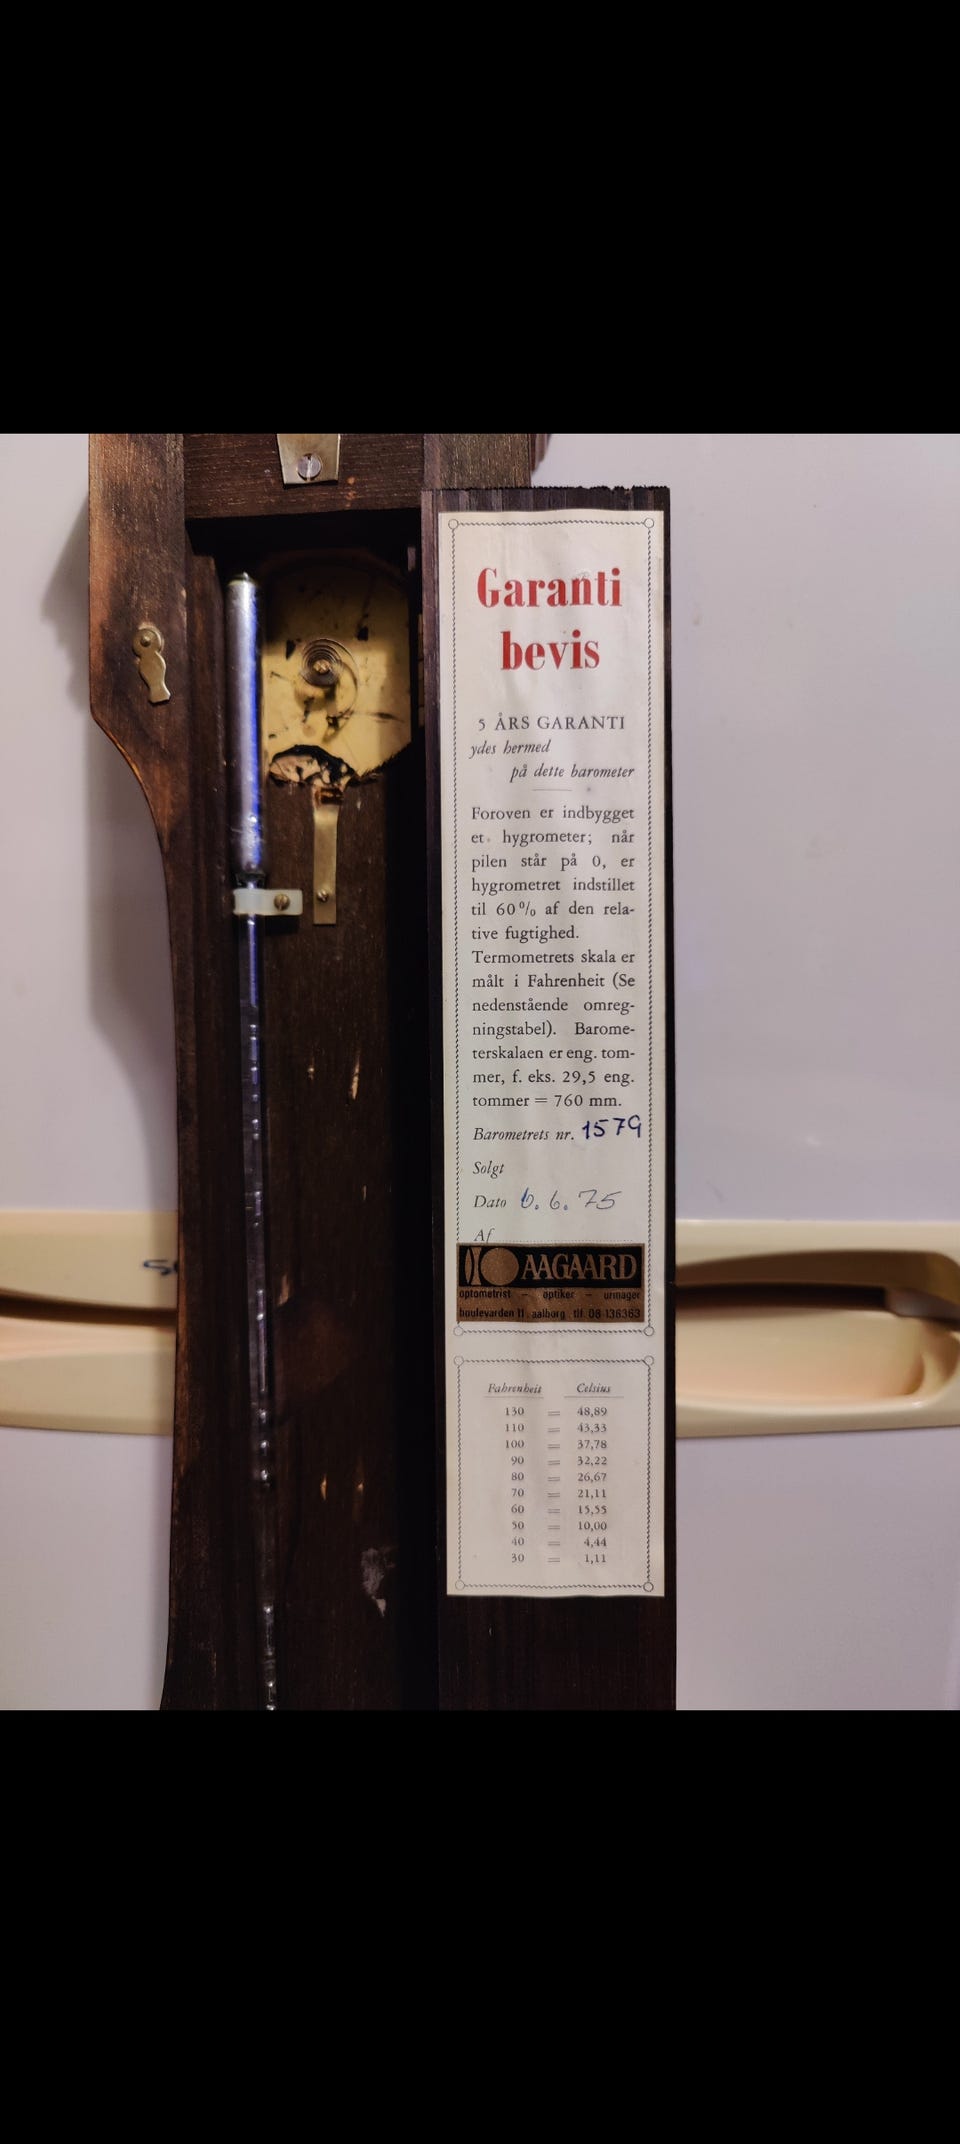 Garanti
bevis
5 ÅRS GARANTI
ydes hermed
på dette barometer
Foroven er indbygget
et hygrometer; når
pilen står på 0, er
hygrometret indstillet
til 60% af den rela-
tive fugtighed.
Termometrets skala er
målt i Fahrenheit (Se
nedenstående omreg-
ningstabel). Barome-
terskalaen er eng. tom-
mer, f. eks. 29,5 eng.
tommer = 760 mm.
Barometrets nr. 1579
Solgt
Dato 6.6.75
Af
AAGAARD
optometrist - optiker - urmager
boulevarden 11 . aalborg . tlf. 08-136363
Fahrenheit Celsius
130 = 48,89
110 = 43,33
100 = 37,78
90 = 32,22
80 = 26,67
70 = 21,11
60 = 15,55
50 = 10,00
40 = 4,44
30 = 1,11